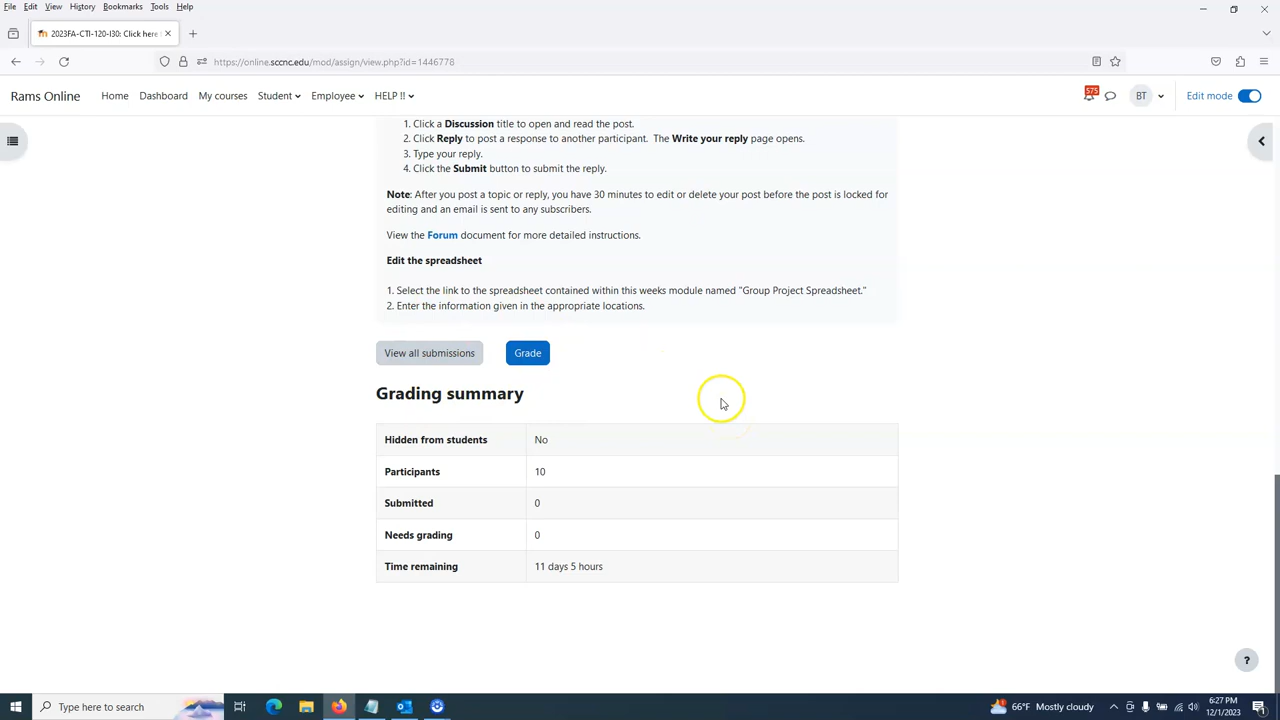 File Edit View History Bookmarks Tools Help
2023FA-CTI-120-I30: Click here
https://online.sccnc.edu/mod/assign/view.php?id=1446778
Rams Online Home Dashboard My courses Student Employee HELP !! 575 BT Edit mode
1. Click a Discussion title to open and read the post.
2. Click Reply to post a response to another participant. The Write your reply page opens.
3. Type your reply.
4. Click the Submit button to submit the reply.
Note: After you post a topic or reply, you have 30 minutes to edit or delete your post before the post is locked for
editing and an email is sent to any subscribers.
View the Forum document for more detailed instructions.
Edit the spreadsheet
1. Select the link to the spreadsheet contained within this weeks module named "Group Project Spreadsheet."
2. Enter the information given in the appropriate locations.
View all submissions Grade
Grading summary
Hidden from students No
Participants 10
Submitted 0
Needs grading 0
Time remaining 11 days 5 hours
?
Type here to search
66°F Mostly cloudy
6:27 PM
12/1/2023